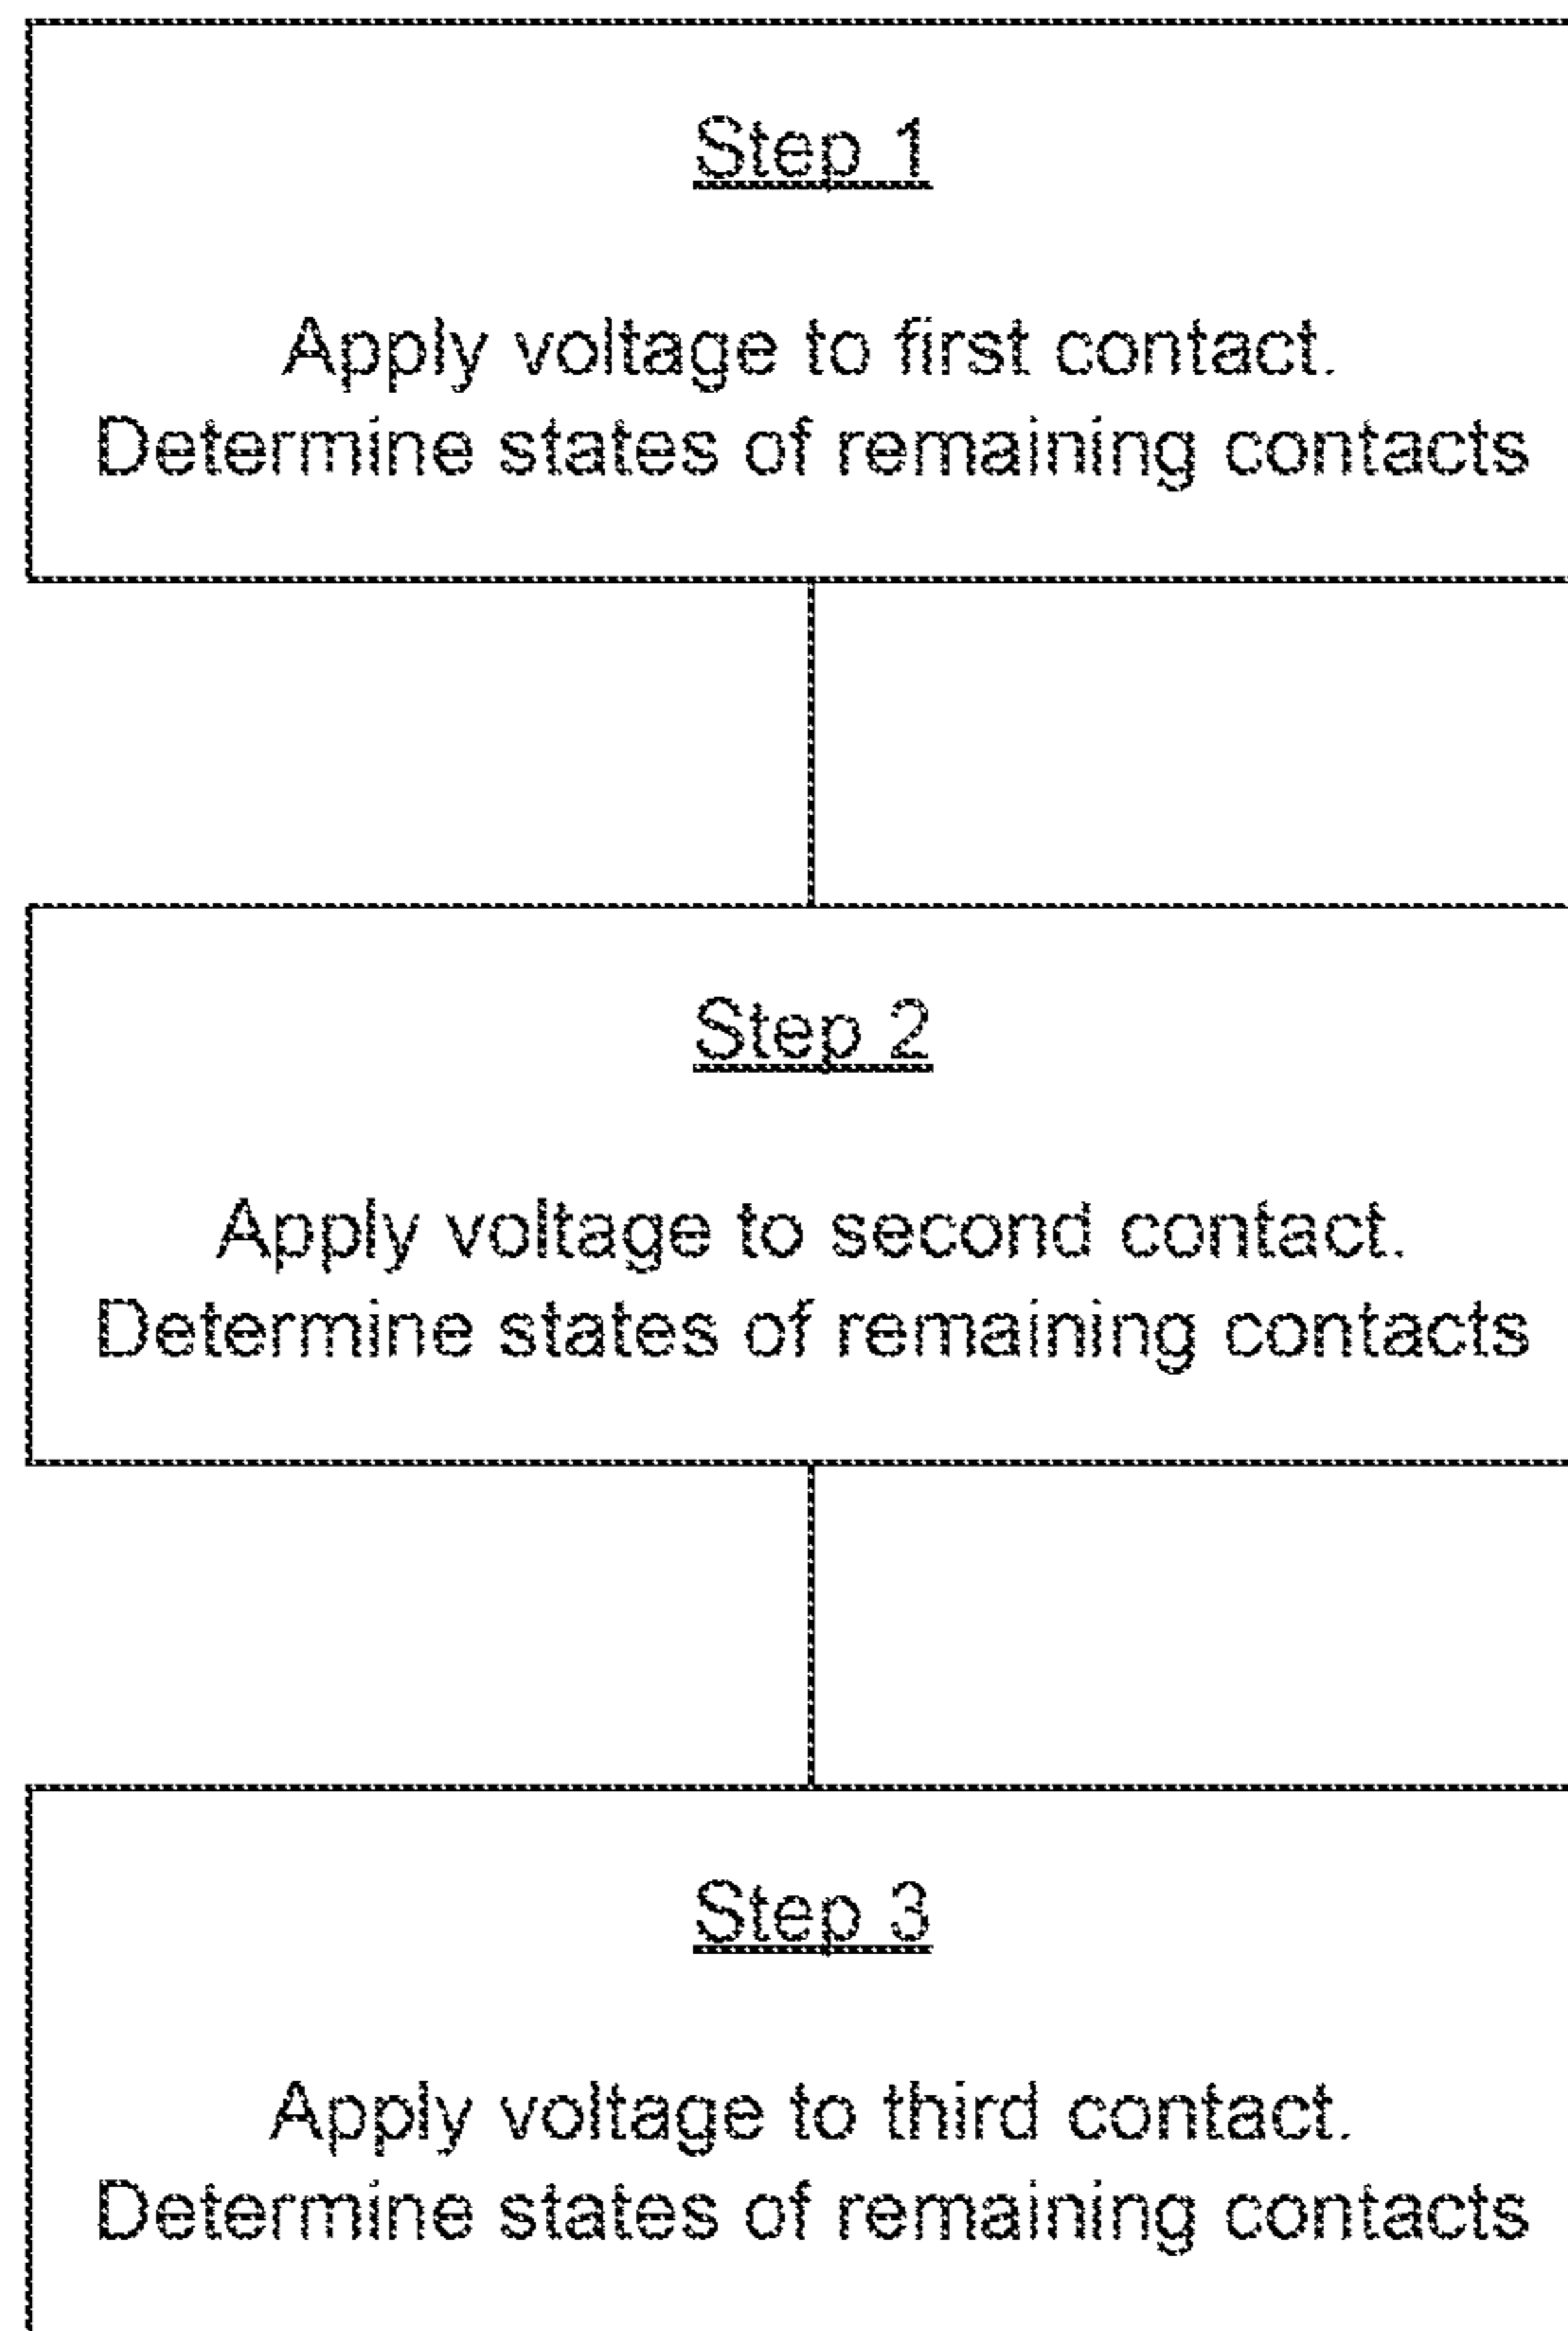 Step 1
Apply voltage to first contact.
Determine states of remaining contacts
Step 2
Apply voltage to second contact.
Determine states of remaining contacts
Step 3
Apply voltage to third contact.
Determine states of remaining contacts